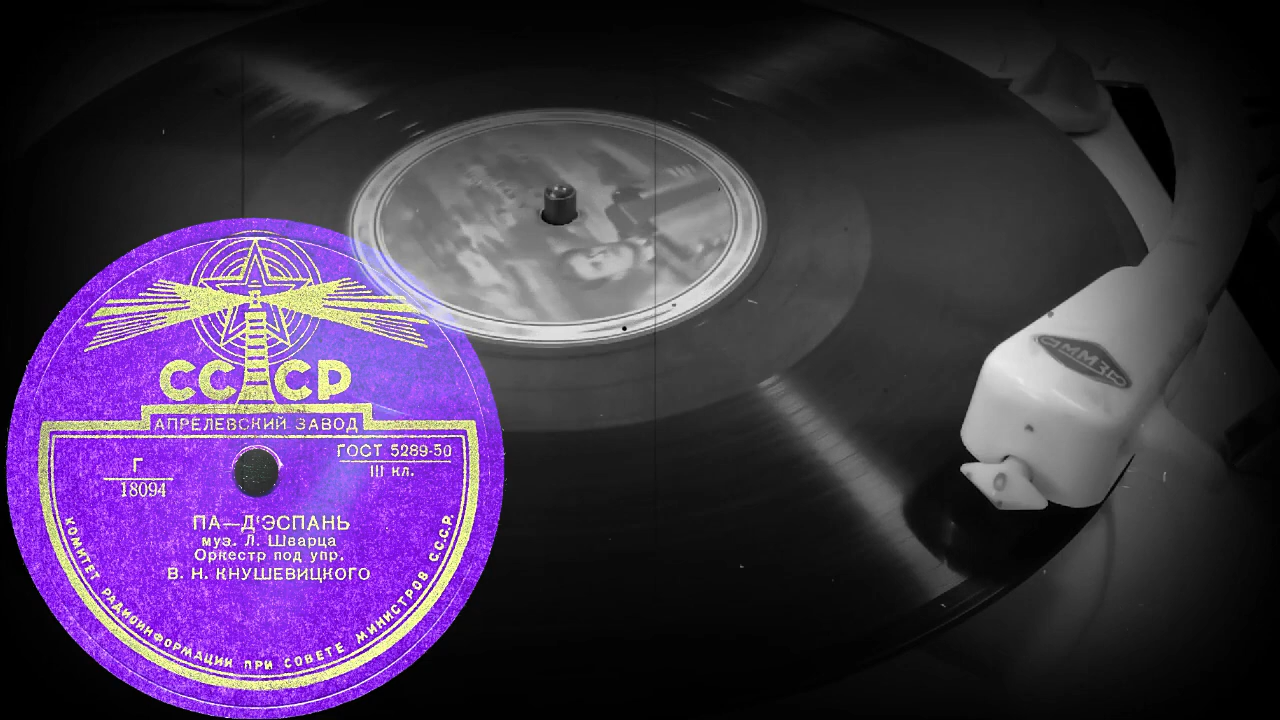 СССР
АПРЕЛЕВСКИЙ ЗАВОД
Г
18094
ГОСТ 5289-50
III кл.
ПА—Д'ЭСПАНЬ
муз. Л. Шварца
Оркестр под упр.
В. Н. КНУШЕВИЦКОГО
КОМИТЕТ РАДИОИНФОРМАЦИИ ПРИ СОВЕТЕ МИНИСТРОВ С.С.С.Р.